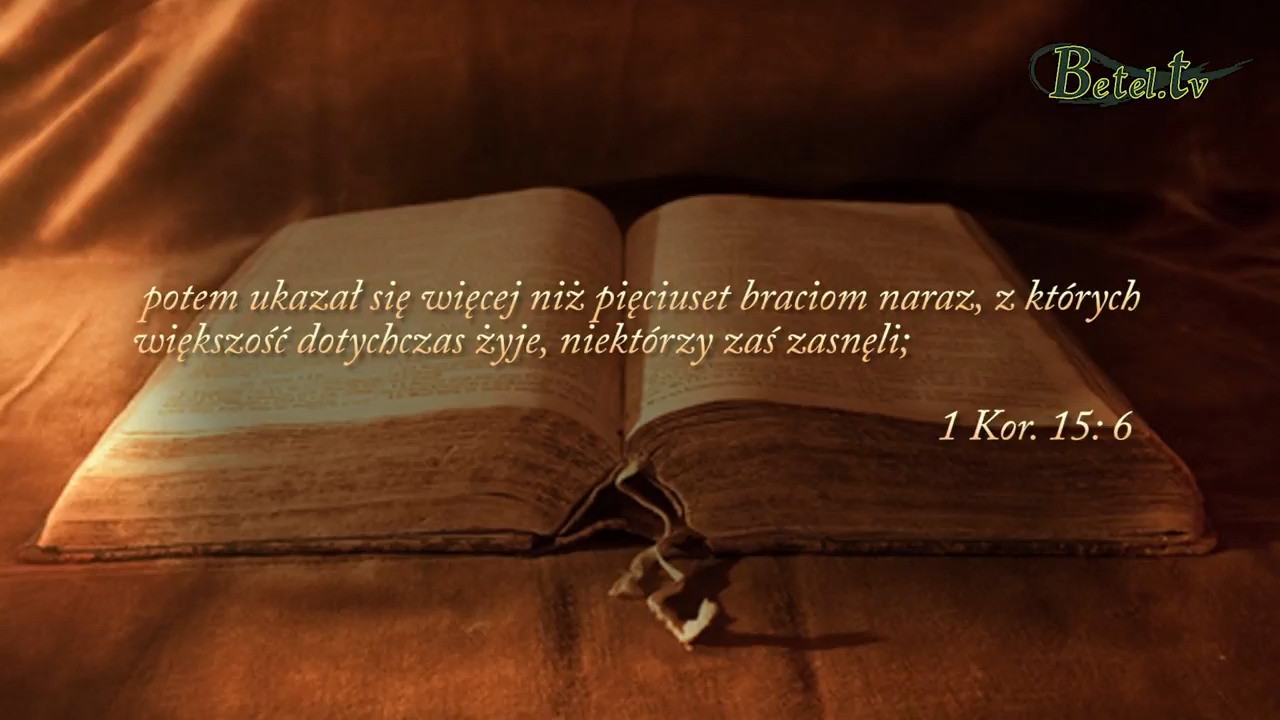 Betel.tv
potem ukazał się więcej niż pięciuset braciom naraz, z których
większość dotychczas żyje, niektórzy zaś zasnęli;
1 Kor. 15: 6